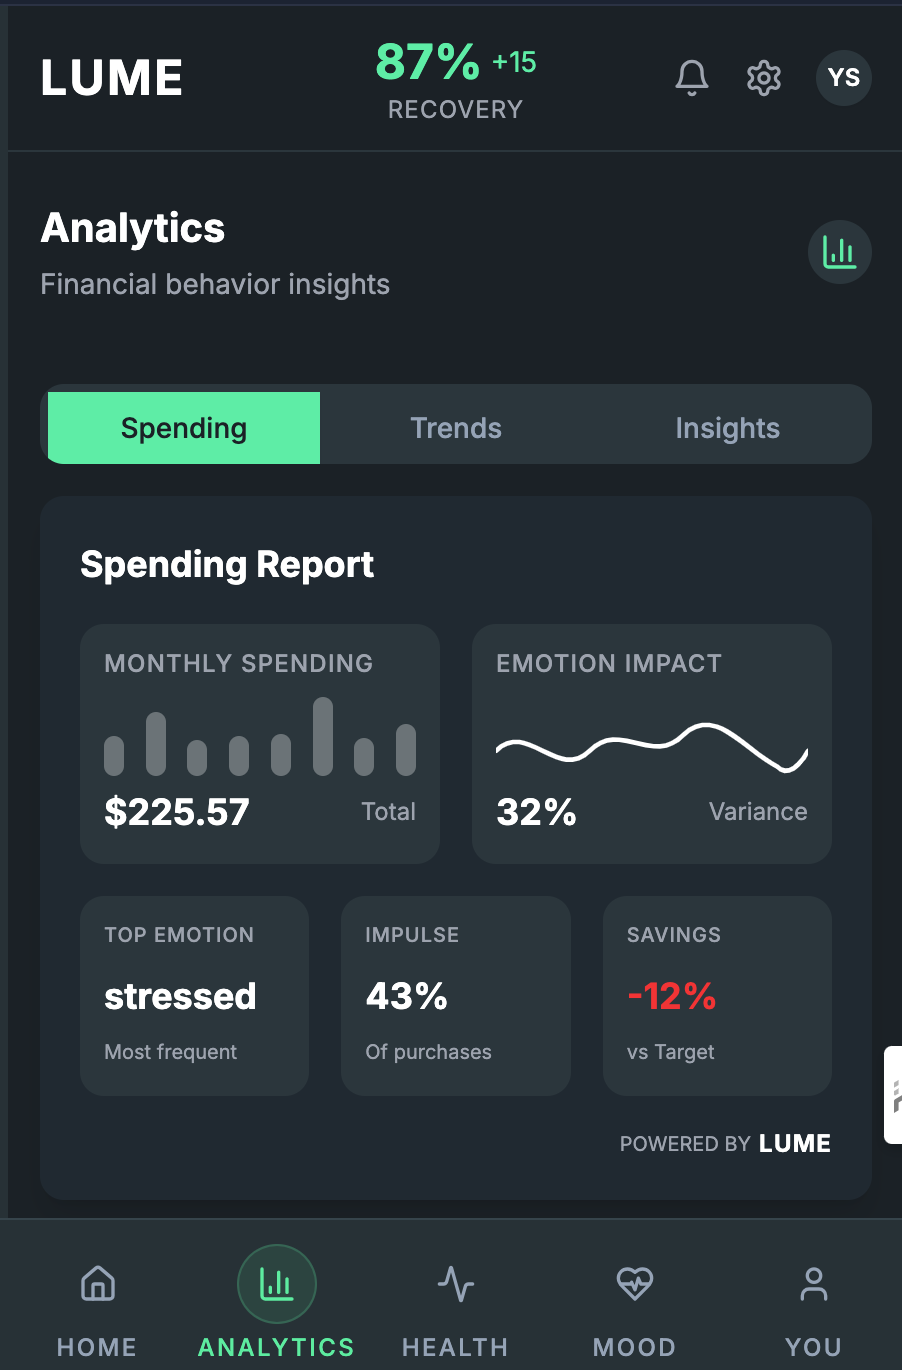 LUME
87% +15
RECOVERY
YS
Analytics
Financial behavior insights
Spending Trends Insights
Spending Report
MONTHLY SPENDING
$225.57 Total
EMOTION IMPACT
32% Variance
TOP EMOTION
stressed
Most frequent
IMPULSE
43%
Of purchases
SAVINGS
-12%
vs Target
POWERED BY LUME
HOME ANALYTICS HEALTH MOOD YOU